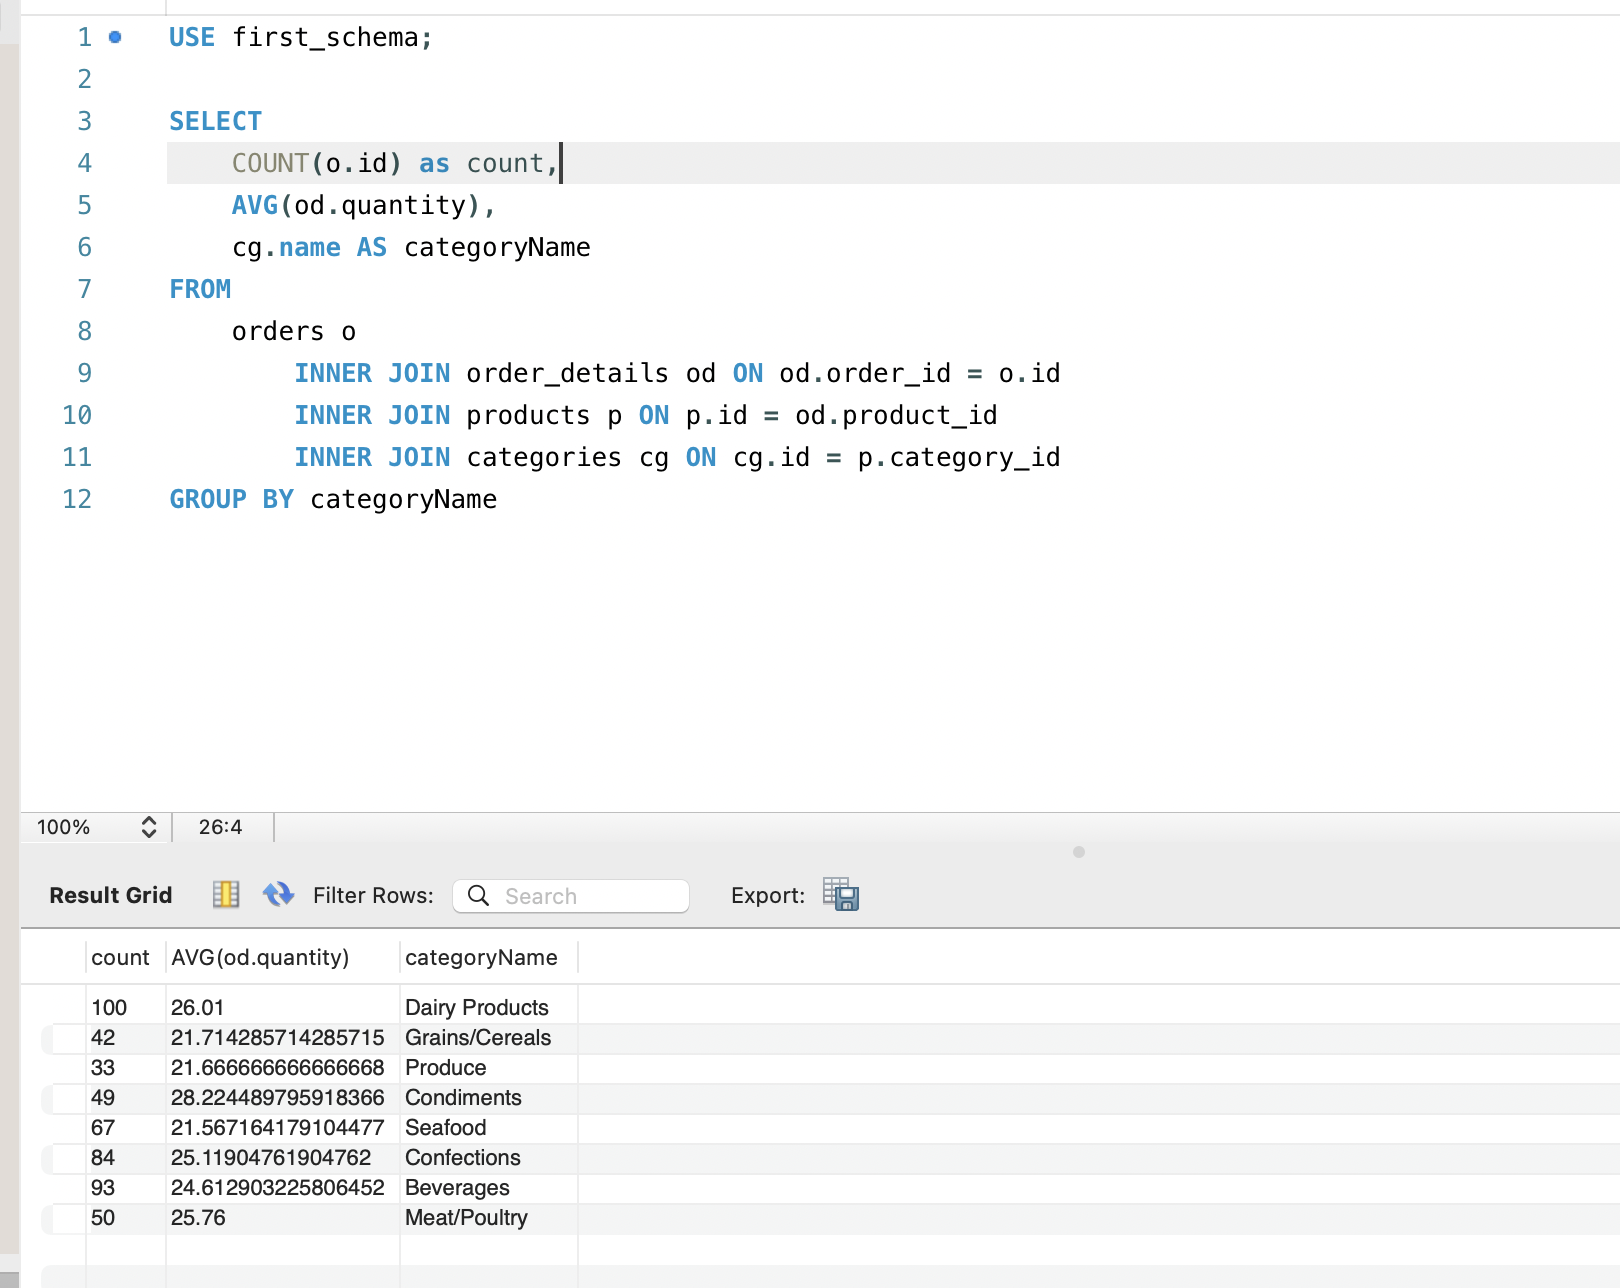 1 USE first_schema;
2
3 SELECT
4 COUNT(o.id) as count,
5 AVG(od.quantity),
6 cg.name AS categoryName
7 FROM
8 orders o
9 INNER JOIN order_details od ON od.order_id = o.id
10 INNER JOIN products p ON p.id = od.product_id
11 INNER JOIN categories cg ON cg.id = p.category_id
12 GROUP BY categoryName
100% 26:4
Result Grid Filter Rows: Search Export:
count AVG(od.quantity) categoryName
100 26.01 Dairy Products
42 21.714285714285715 Grains/Cereals
33 21.666666666666668 Produce
49 28.224489795918366 Condiments
67 21.567164179104477 Seafood
84 25.11904761904762 Confections
93 24.612903225806452 Beverages
50 25.76 Meat/Poultry